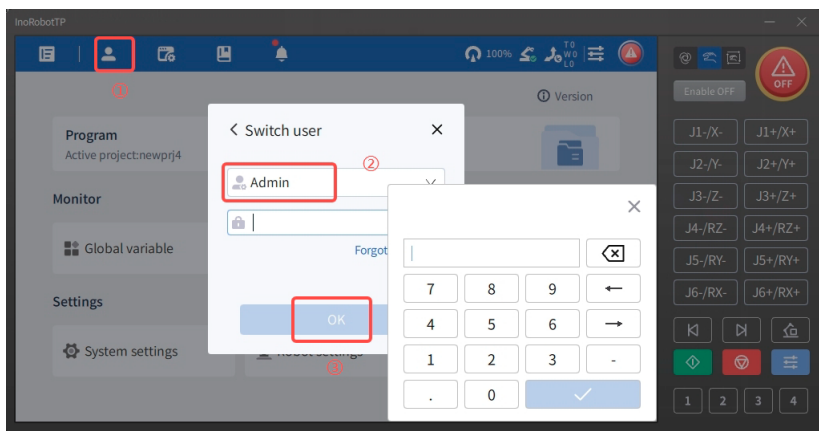 InoRobotTP
100%
T0
W0
L0
①
Version
Enable OFF
OFF
Program
Active project:newprj4
Switch user
②
Admin
Monitor
Global variable
Forgot
OK
Settings
System settings
Robot settings
③
7 8 9
4 5 6
1 2 3 -
. 0
J1-/X- J1+/X+
J2-/Y- J2+/Y+
J3-/Z- J3+/Z+
J4-/RZ- J4+/RZ+
J5-/RY- J5+/RY+
J6-/RX- J6+/RX+
1 2 3 4